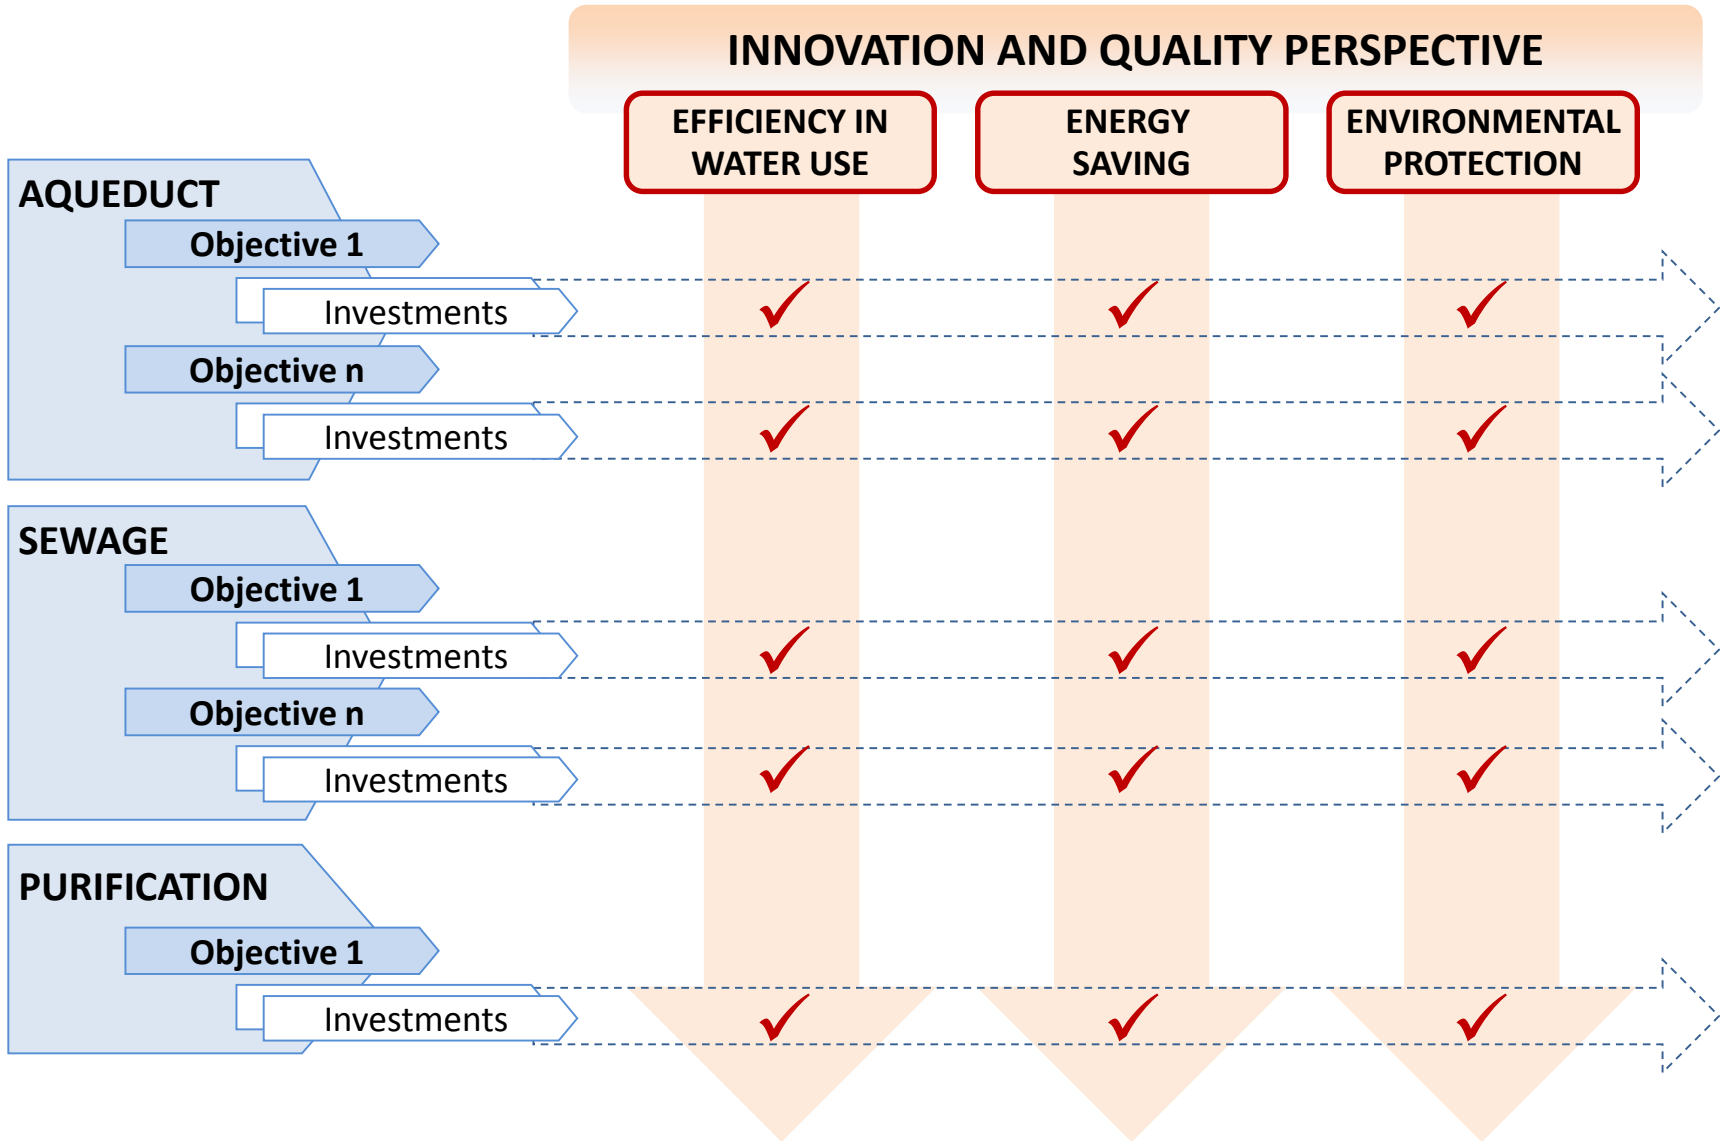 INNOVATION AND QUALITY PERSPECTIVE
EFFICIENCY IN
WATER USE
ENERGY
SAVING
ENVIRONMENTAL
PROTECTION
AQUEDUCT
Objective 1
Investments
Objective n
Investments
SEWAGE
Objective 1
Investments
Objective n
Investments
PURIFICATION
Objective 1
Investments